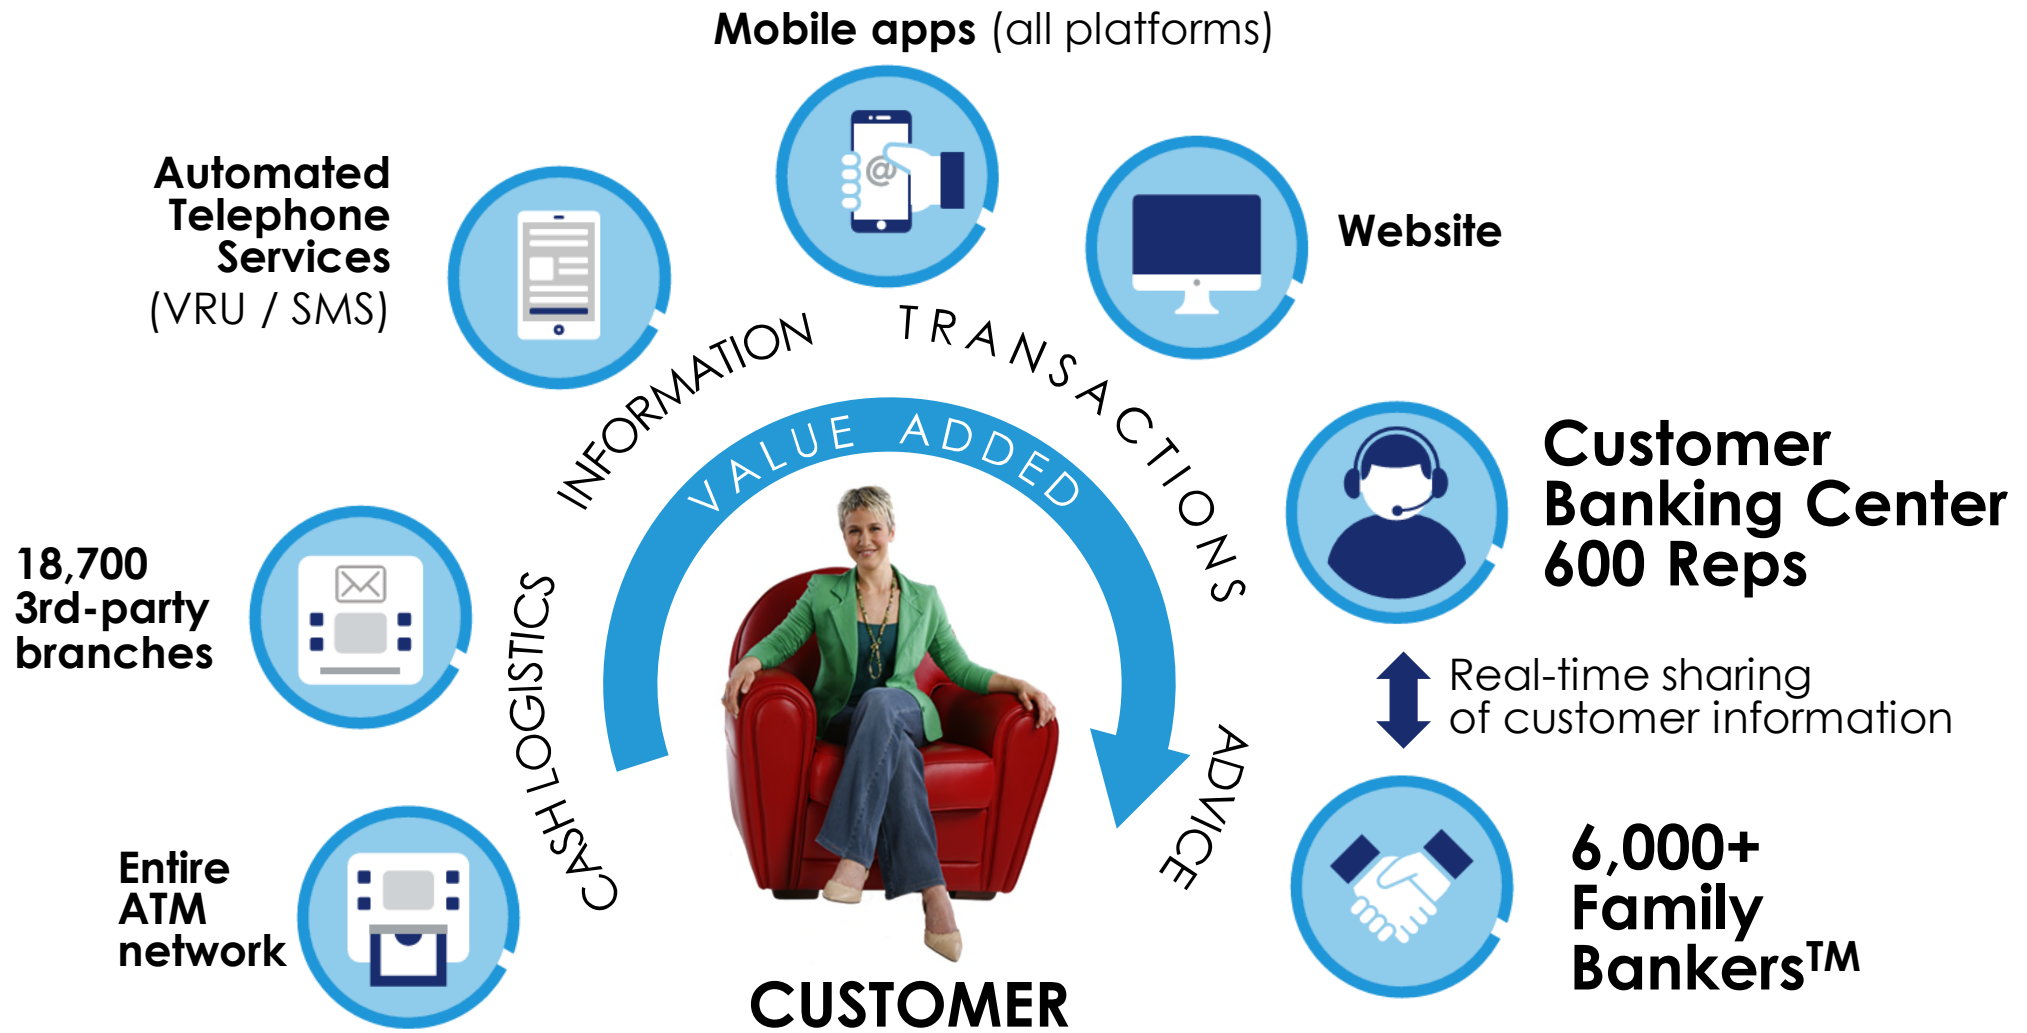 Mobile apps (all platforms)
Automated
Telephone
Services
(VRU / SMS)
@
Website
INFORMATION
TRANSACTIONS
VALUE ADDED
Customer
Banking Center
600 Reps
18,700
3rd-party
branches
CASH LOGISTICS
Real-time sharing
of customer information
ADVICE
Entire
ATM
network
6,000+
Family
Bankers™
CUSTOMER